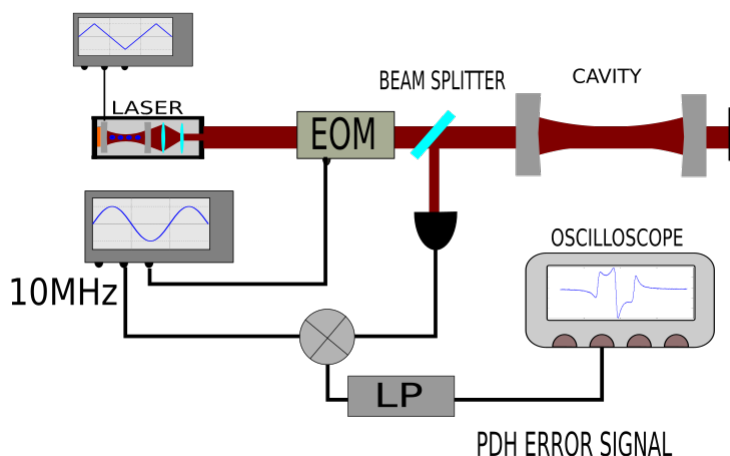 LASER
EOM
BEAM SPLITTER
CAVITY
10MHz
OSCILLOSCOPE
LP
PDH ERROR SIGNAL